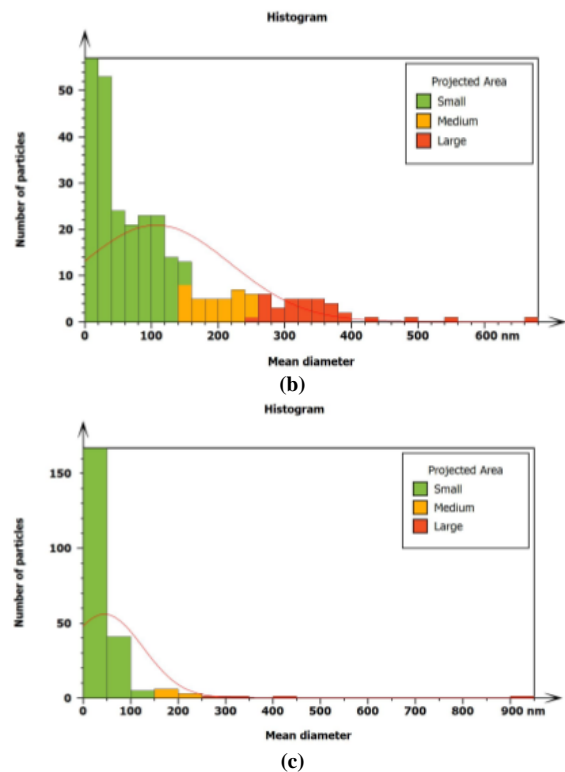 Histogram
Projected Area
Small
Medium
Large
Number of particles
50
40
30
20
10
0
0 100 200 300 400 500 600 nm
Mean diameter
(b)
Histogram
Projected Area
Small
Medium
Large
Number of particles
150
100
50
0
0 100 200 300 400 500 600 700 800 900 nm
Mean diameter
(c)